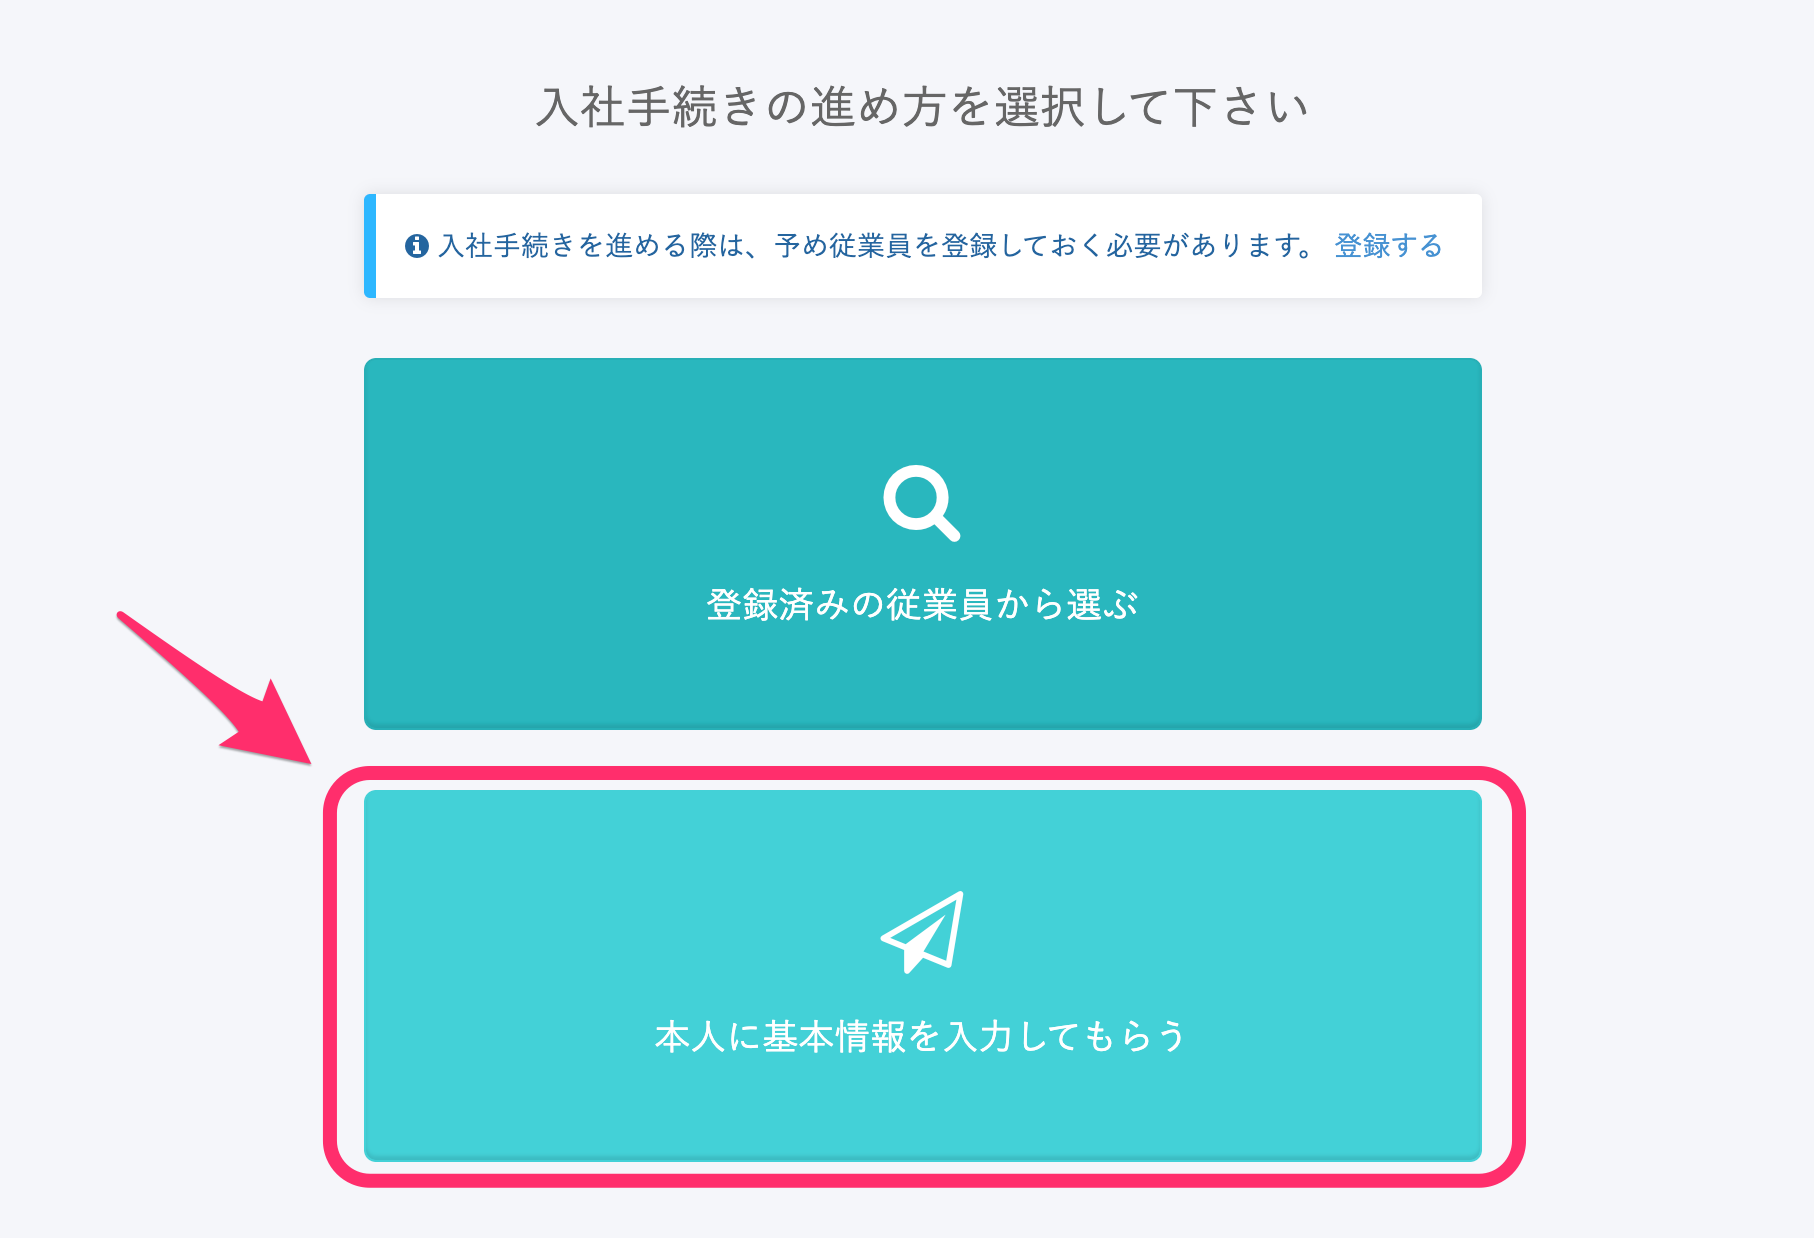 入社手続きの進め方を選択して下さい
入社手続きを進める際は、予め従業員を登録しておく必要があります。 登録する
登録済みの従業員から選ぶ
本人に基本情報を入力してもらう